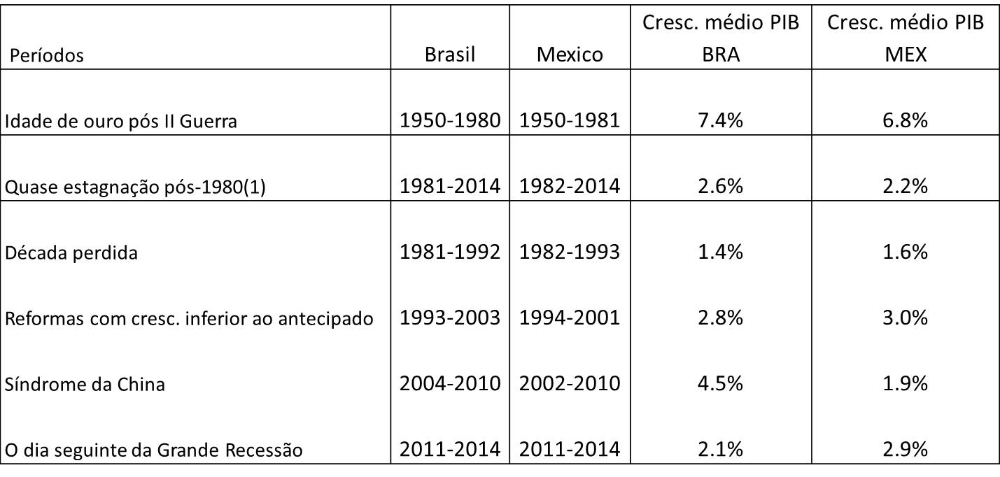 Períodos Brasil Mexico Cresc. médio PIB BRA Cresc. médio PIB MEX
Idade de ouro pós II Guerra 1950-1980 1950-1981 7.4% 6.8%
Quase estagnação pós-1980(1) 1981-2014 1982-2014 2.6% 2.2%
Década perdida 1981-1992 1982-1993 1.4% 1.6%
Reformas com cresc. inferior ao antecipado 1993-2003 1994-2001 2.8% 3.0%
Síndrome da China 2004-2010 2002-2010 4.5% 1.9%
O dia seguinte da Grande Recessão 2011-2014 2011-2014 2.1% 2.9%